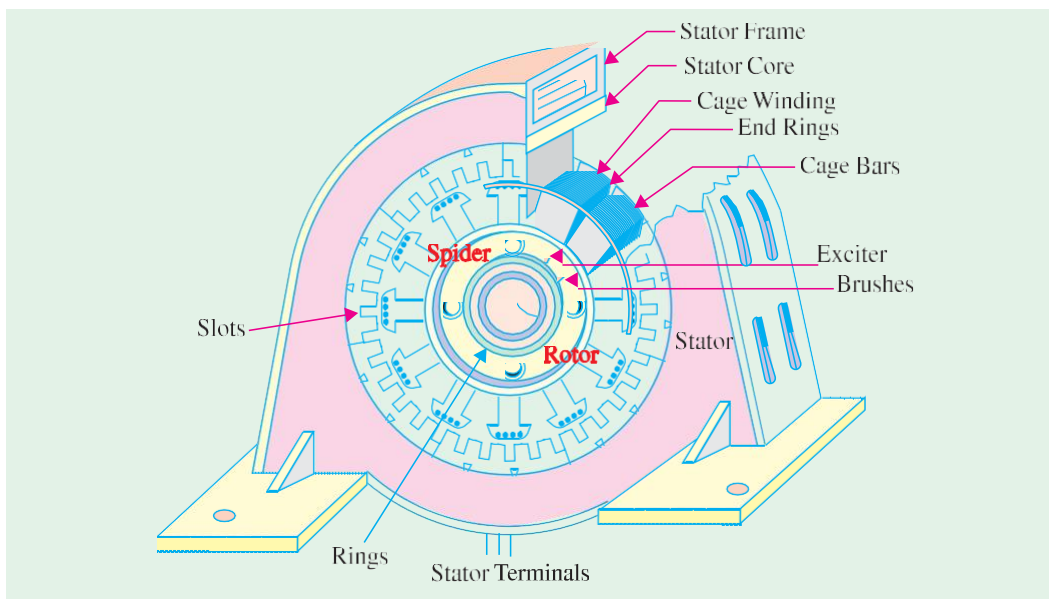 Stator Frame
Stator Core
Cage Winding
End Rings
Cage Bars
Spider
Exciter
Brushes
Slots
Stator
Rotor
Rings
Stator Terminals